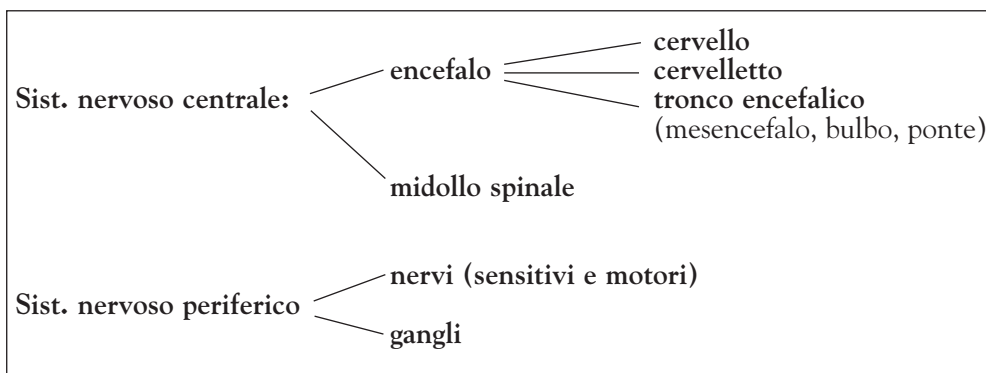 Sist. nervoso centrale:
encefalo
cervello
cervelletto
tronco encefalico
(mesencefalo, bulbo, ponte)
midollo spinale
Sist. nervoso periferico
nervi (sensitivi e motori)
gangli